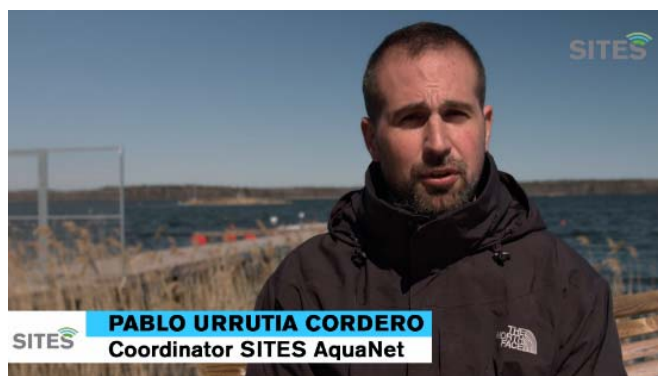 SITES
THE
NORTH
FACE
SITES
PABLO URRUTIA CORDERO
Coordinator SITES AquaNet